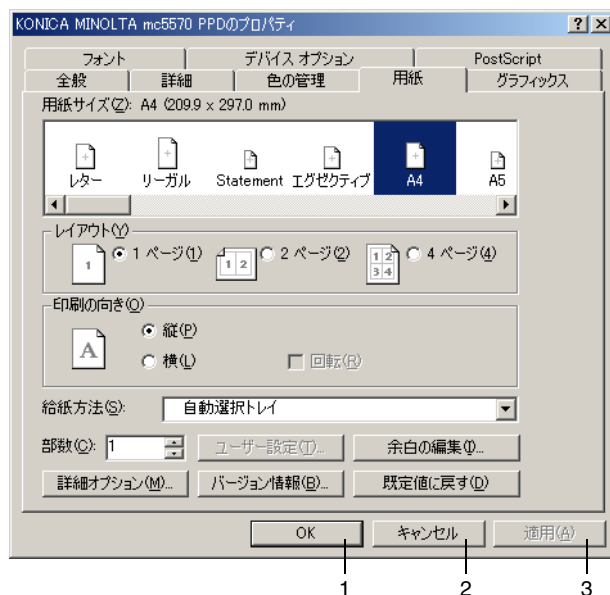 KONICA MINOLTA mc5570 PPDのプロパティ
フォント デバイス オプション PostScript
全般 詳細 色の管理 用紙 グラフィックス
用紙サイズ(Z): A4 (209.9 x 297.0 mm)
レター リーガル Statement エグゼクティブ A4 A5
レイアウト(Y)
1 1 ページ(1) 1 2 2 ページ(2) 1 2 3 4 4 ページ(4)
印刷の向き(O)
A 縦(P)
横(L) 回転(R)
給紙方法(S): 自動選択トレイ
部数(C): 1 ユーザー設定(T)... 余白の編集(I)...
詳細オプション(M)... バージョン情報(B)... 既定値に戻す(D)
OK キャンセル 適用(A)
1 2 3